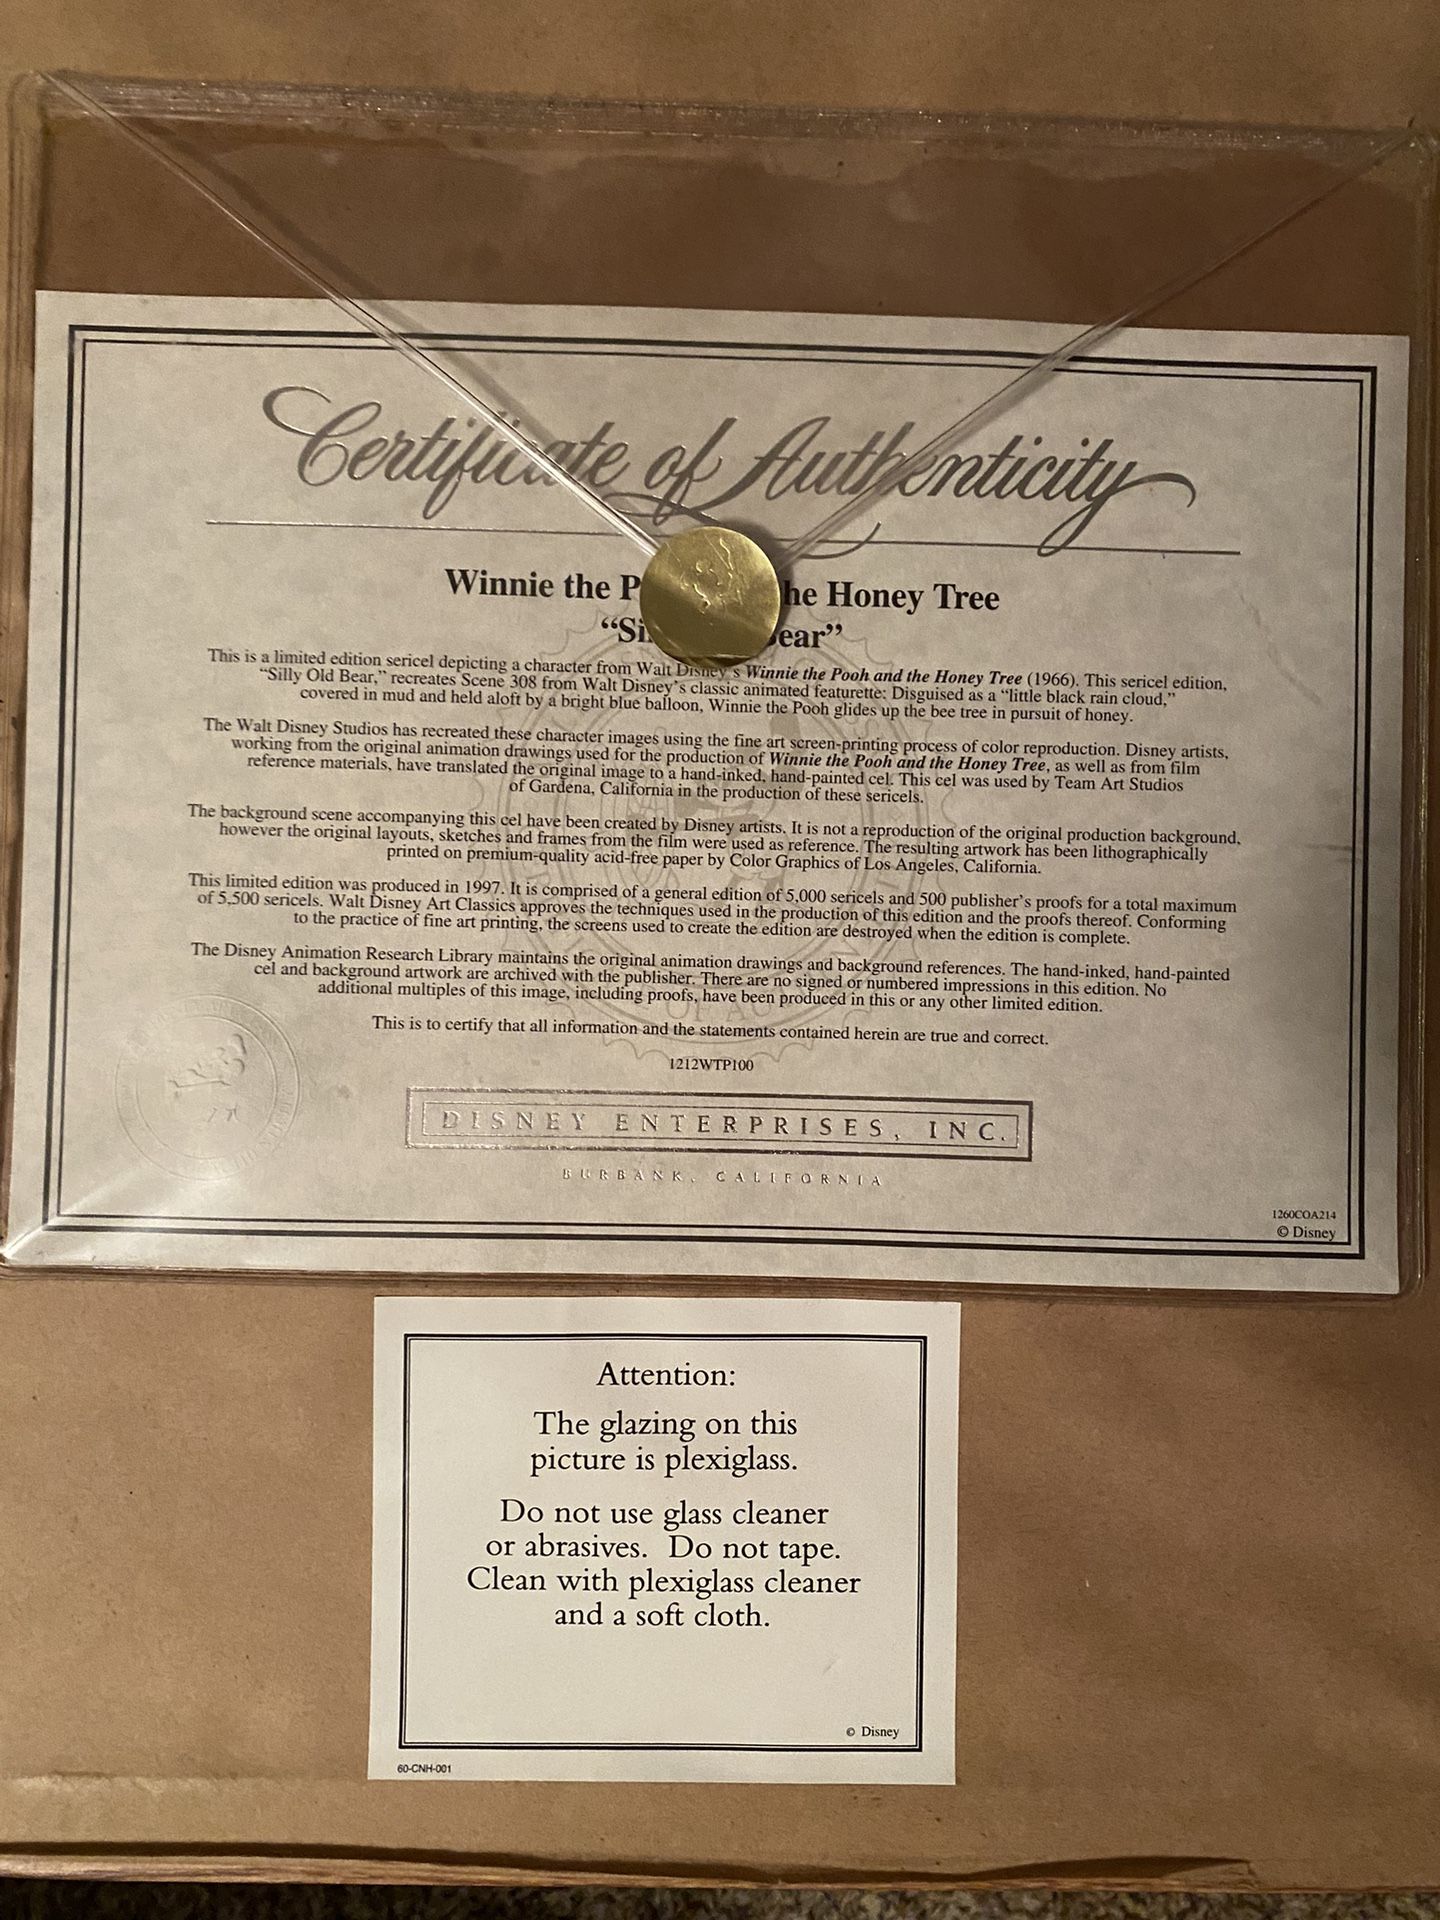 Certificate of Authenticity
Winnie the P he Honey Tree
“Si ear”
This is a limited edition sericel depicting a character from Walt Disney’s Winnie the Pooh and the Honey Tree (1966). This sericel edition,
“Silly Old Bear,” recreates Scene 308 from Walt Disney’s classic animated featurette: Disguised as a “little black rain cloud,”
covered in mud and held aloft by a bright blue balloon, Winnie the Pooh glides up the bee tree in pursuit of honey.
The Walt Disney Studios has recreated these character images using the fine art screen-printing process of color reproduction. Disney artists,
working from the original animation drawings used for the production of Winnie the Pooh and the Honey Tree, as well as from film
reference materials, have translated the original image to a hand-inked, hand-painted cel. This cel was used by Team Art Studios
of Gardena, California in the production of these sericels.
The background scene accompanying this cel have been created by Disney artists. It is not a reproduction of the original production background,
however the original layouts, sketches and frames from the film were used as reference. The resulting artwork has been lithographically
printed on premium-quality acid-free paper by Color Graphics of Los Angeles, California.
This limited edition was produced in 1997. It is comprised of a general edition of 5,000 sericels and 500 publisher’s proofs for a total maximum
of 5,500 sericels. Walt Disney Art Classics approves the techniques used in the production of this edition and the proofs thereof. Conforming
to the practice of fine art printing, the screens used to create the edition are destroyed when the edition is complete.
The Disney Animation Research Library maintains the original animation drawings and background references. The hand-inked, hand-painted
cel and background artwork are archived with the publisher. There are no signed or numbered impressions in this edition. No
additional multiples of this image, including proofs, have been produced in this or any other limited edition.
This is to certify that all information and the statements contained herein are true and correct.
1212WTP100
DISNEY ENTERPRISES, INC.
BURBANK, CALIFORNIA
1260COA214
© Disney
Attention:
The glazing on this
picture is plexiglass.
Do not use glass cleaner
or abrasives. Do not tape.
Clean with plexiglass cleaner
and a soft cloth.
© Disney
60-CNH-001